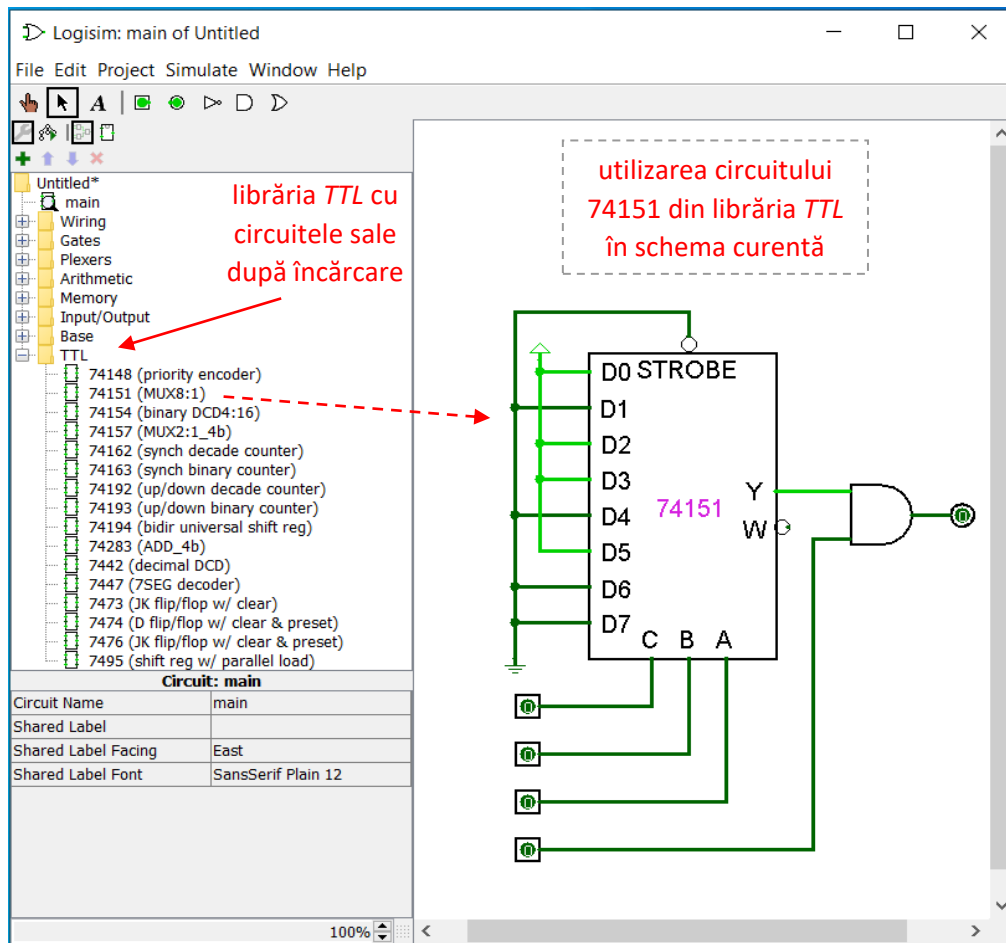 Logisim: main of Untitled
File Edit Project Simulate Window Help
A
Untitled*
main
Wiring
Gates
Plexers
Arithmetic
Memory
Input/Output
Base
TTL
74148 (priority encoder)
74151 (MUX8:1)
74154 (binary DCD4:16)
74157 (MUX2:1_4b)
74162 (synch decade counter)
74163 (synch binary counter)
74192 (up/down decade counter)
74193 (up/down binary counter)
74194 (bidir universal shift reg)
74283 (ADD_4b)
7442 (decimal DCD)
7447 (7SEG decoder)
7473 (JK flip/flop w/ clear)
7474 (D flip/flop w/ clear & preset)
7476 (JK flip/flop w/ clear & preset)
7495 (shift reg w/ parallel load)
librăria TTL cu
circuitele sale
după încărcare
Circuit: main
Circuit Name main
Shared Label
Shared Label Facing East
Shared Label Font SansSerif Plain 12
100%
utilizarea circuitului
74151 din librăria TTL
în schema curentă
D0 STROBE
D1
D2
D3
D4
D5
D6
D7
74151
Y
W
C B A
0
0
0
0
0